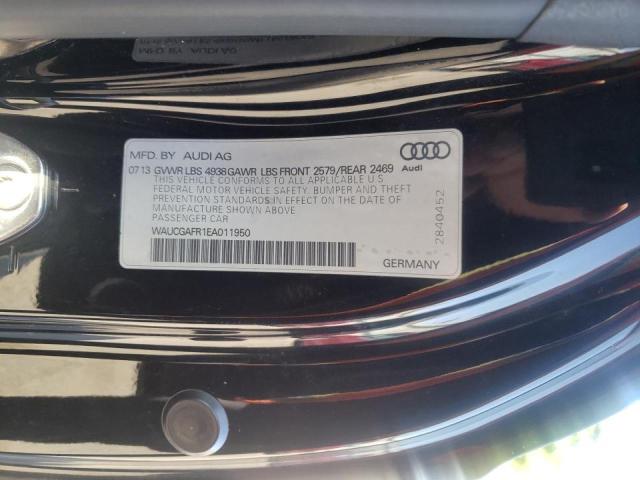 MFD. BY AUDI AG
07 13 GVWR LBS 4938 GAWR LBS FRONT 2579/REAR 2469
THIS VEHICLE CONFORMS TO ALL APPLICABLE U.S
FEDERAL MOTOR VEHICLE SAFETY. BUMPER AND THEFT
PREVENTION STANDARDS IN EFFECT ON THE DATE OF
MANUFACTURE SHOWN ABOVE
PASSENGER CAR
WAUCGAFR1EA011950
Audi
2840452
GERMANY